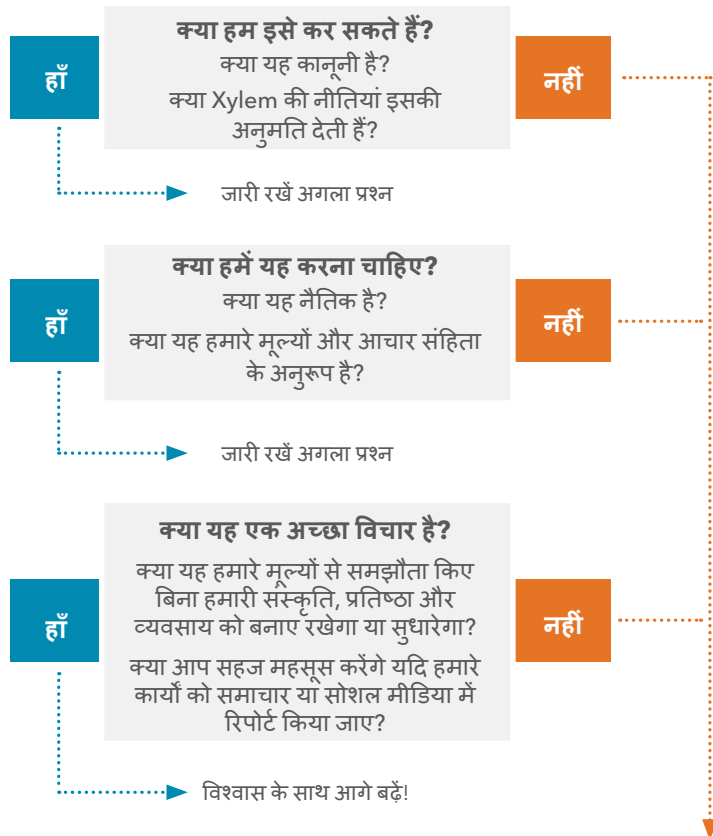 क्या हम इसे कर सकते हैं?
क्या यह कानूनी है?
क्या Xylem की नीतियां इसकी
अनुमति देती हैं?
हाँ
नहीं
जारी रखें अगला प्रश्न
क्या हमें यह करना चाहिए?
क्या यह नैतिक है?
क्या यह हमारे मूल्यों और आचार संहिता
के अनुरूप है?
हाँ
नहीं
जारी रखें अगला प्रश्न
क्या यह एक अच्छा विचार है?
क्या यह हमारे मूल्यों से समझौता किए
बिना हमारी संस्कृति, प्रतिष्ठा और
व्यवसाय को बनाए रखेगा या सुधारेगा?
क्या आप सहज महसूस करेंगे यदि हमारे
कार्यों को समाचार या सोशल मीडिया में
रिपोर्ट किया जाए?
हाँ
नहीं
विश्वास के साथ आगे बढ़ें!